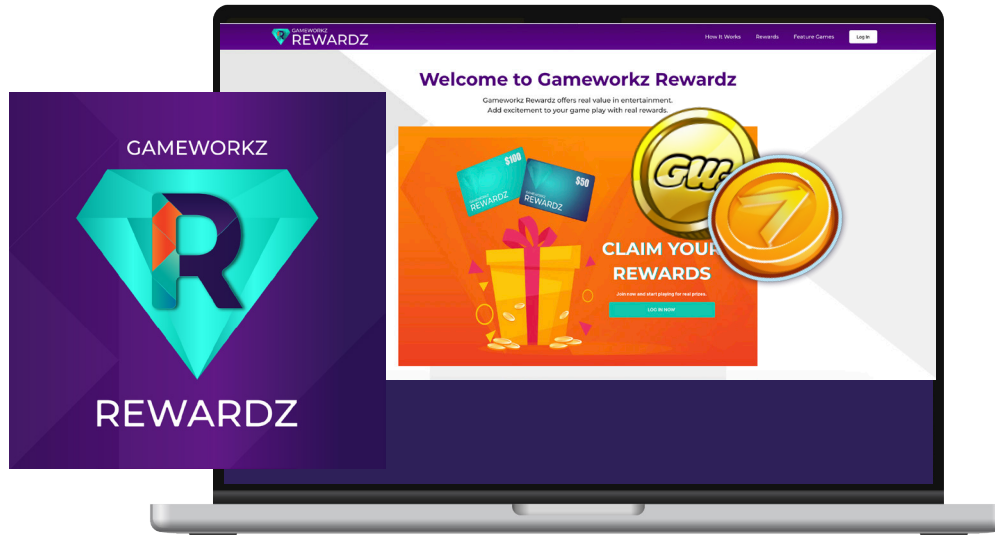 GAMEWORKZ
REWARDZ
How It Works
Rewards
Feature Games
Log In
Welcome to Gameworkz Rewardz
Gameworkz Rewardz offers real value in entertainment.
Add excitement to your game play with real rewards.
GAMEWORKZ
R
REWARDZ
$100
REWARDZ
$50
REWARDZ
GW
7
CLAIM YOUR
REWARDS
Join now and start playing for real prizes.
LOG IN NOW